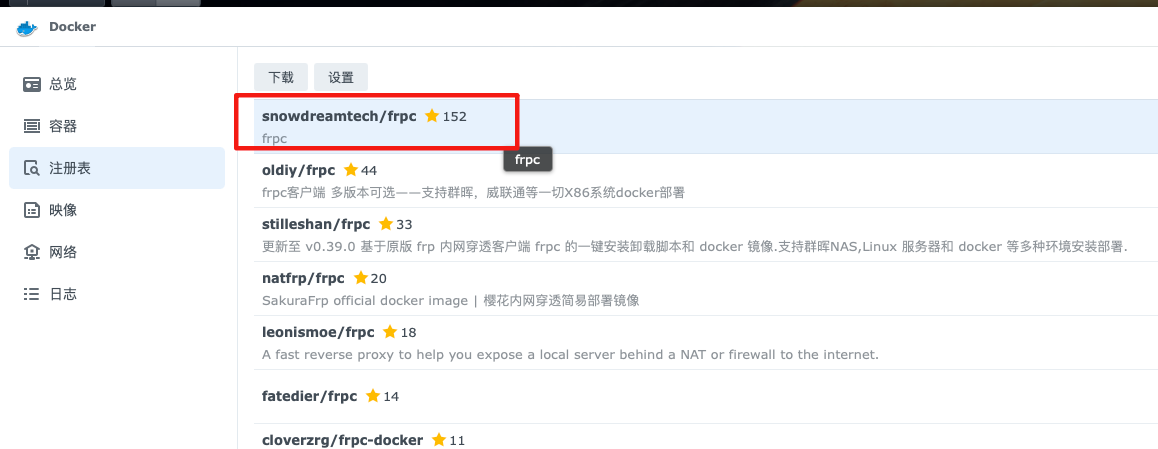 Docker
总览
容器
注册表
映像
网络
日志
下载 设置
snowdreamtech/frpc 152
frpc
frpc
oldiy/frpc 44
frpc客户端 多版本可选——支持群晖，威联通等一切X86系统docker部署
stilleshan/frpc 33
更新至 v0.39.0 基于原版 frp 内网穿透客户端 frpc 的一键安装卸载脚本和 docker 镜像.支持群晖NAS,Linux 服务器和 docker 等多种环境安装部署.
natfrp/frpc 20
SakuraFrp official docker image | 樱花内网穿透简易部署镜像
leonismoe/frpc 18
A fast reverse proxy to help you expose a local server behind a NAT or firewall to the internet.
fatedier/frpc 14
cloverzrg/frpc-docker 11